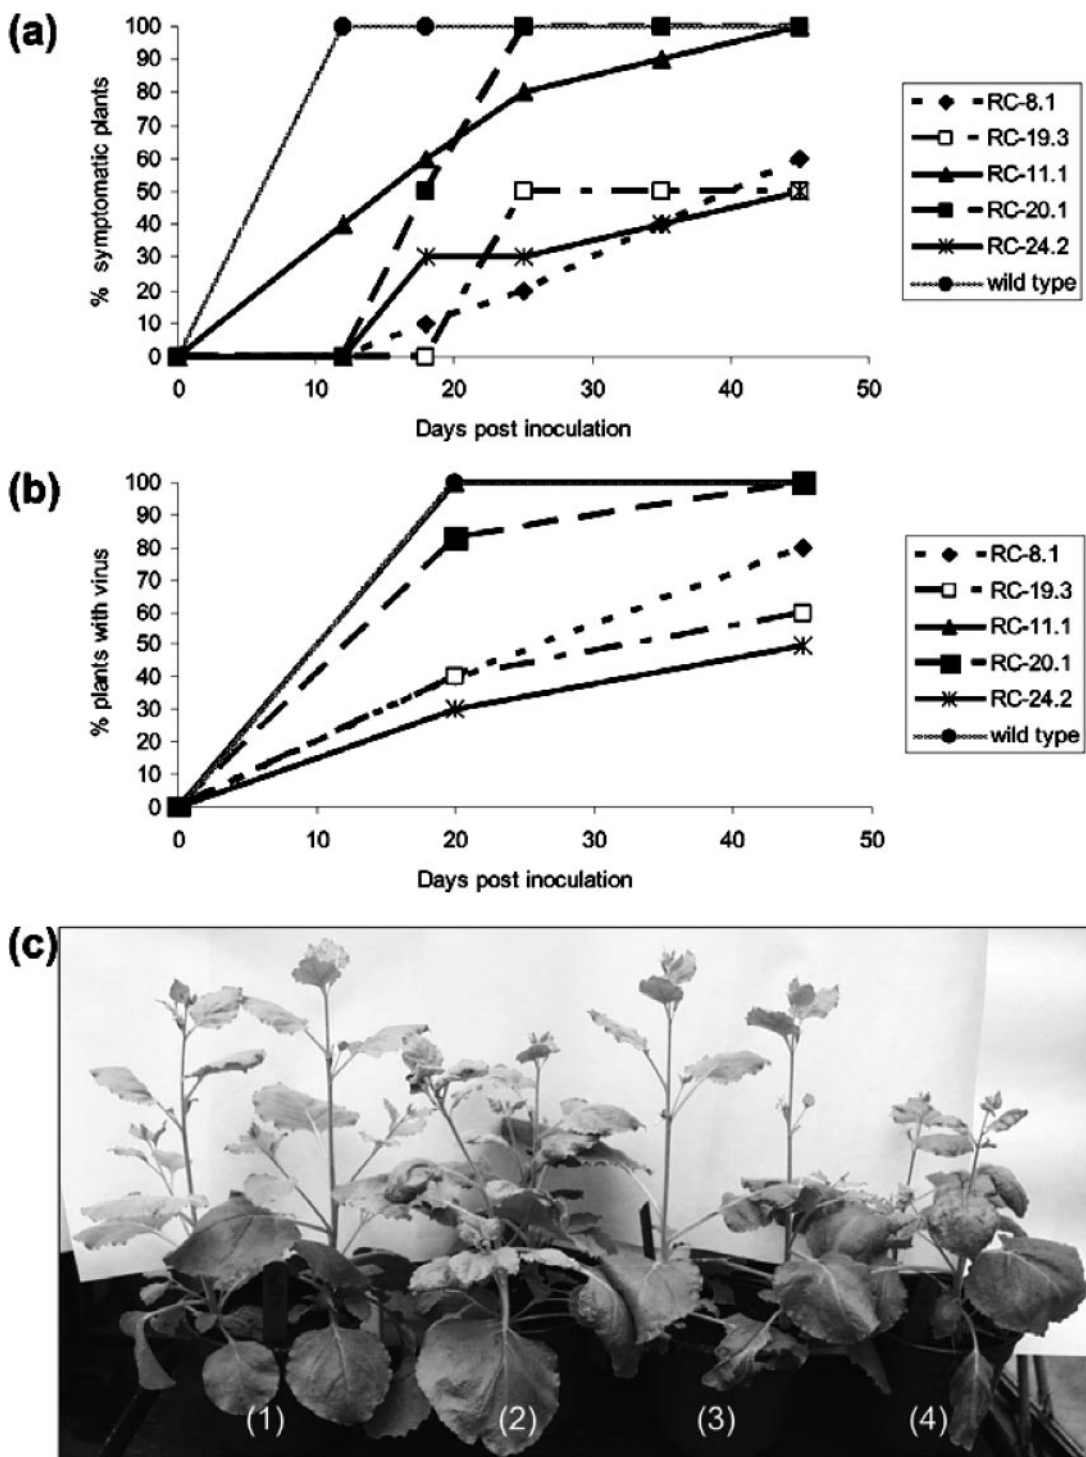 (a)
100
90
80
70
60
50
40
30
20
10
0
% symptomatic plants
0 10 20 30 40 50
Days post inoculation
RC-8.1
RC-19.3
RC-11.1
RC-20.1
RC-24.2
wild type
(b)
100
90
80
70
60
50
40
30
20
10
0
% plants with virus
0 10 20 30 40 50
Days post inoculation
RC-8.1
RC-19.3
RC-11.1
RC-20.1
RC-24.2
wild type
(c)
(1) (2) (3) (4)